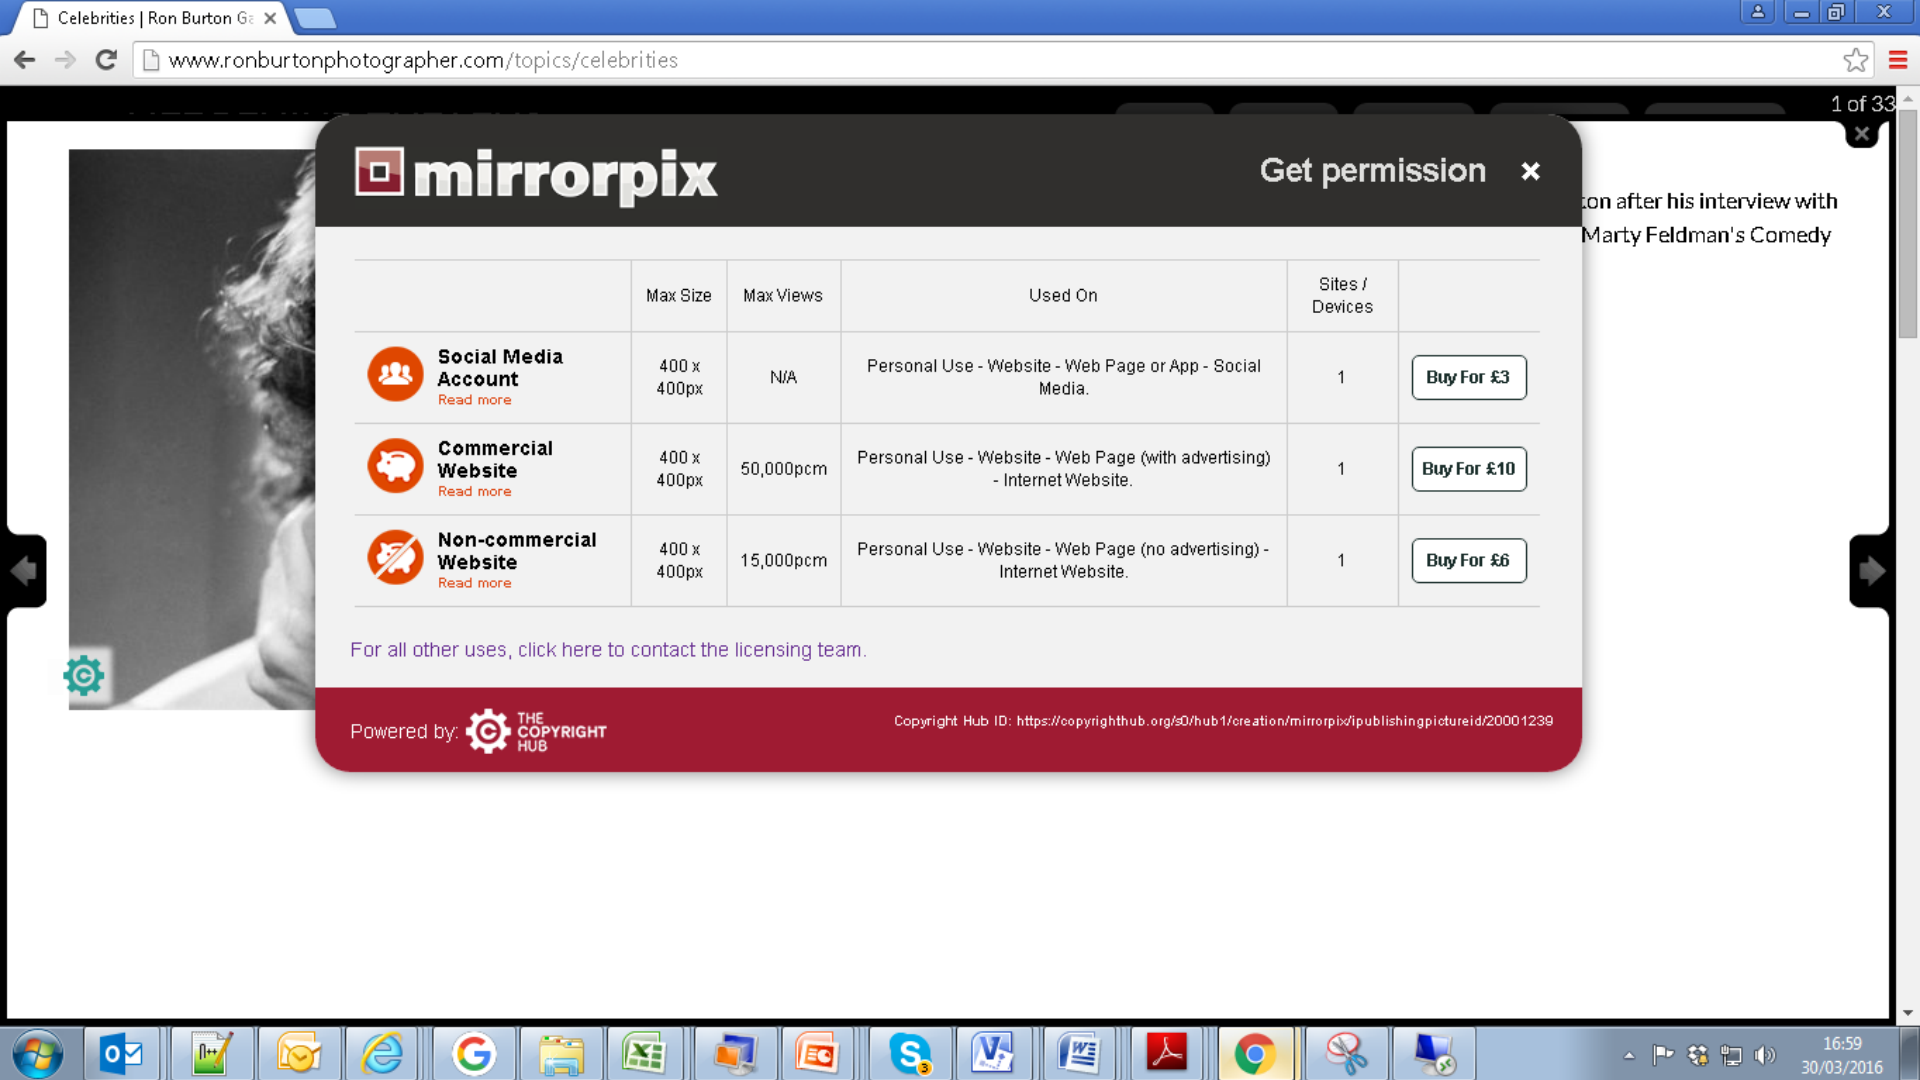 Celebrities | Ron Burton Ga
www.ronburtonphotographer.com/topics/celebrities
1 of 33
mirrorpix
Get permission
ton after his interview with
Marty Feldman's Comedy
Max Size
Max Views
Used On
Sites /
Devices
Social Media
Account
Read more
400 x
400px
N/A
Personal Use - Website - Web Page or App - Social
Media.
1
Buy For £3
Commercial
Website
Read more
400 x
400px
50,000pcm
Personal Use - Website - Web Page (with advertising)
- Internet Website.
1
Buy For £10
Non-commercial
Website
Read more
400 x
400px
15,000pcm
Personal Use - Website - Web Page (no advertising) -
Internet Website.
1
Buy For £6
For all other uses, click here to contact the licensing team.
Powered by:
THE
COPYRIGHT
HUB
Copyright Hub ID: https://copyrighthub.org/s0/hub1/creation/mirrorpix/ipublishingpictureid/20001239
16:59
30/03/2016